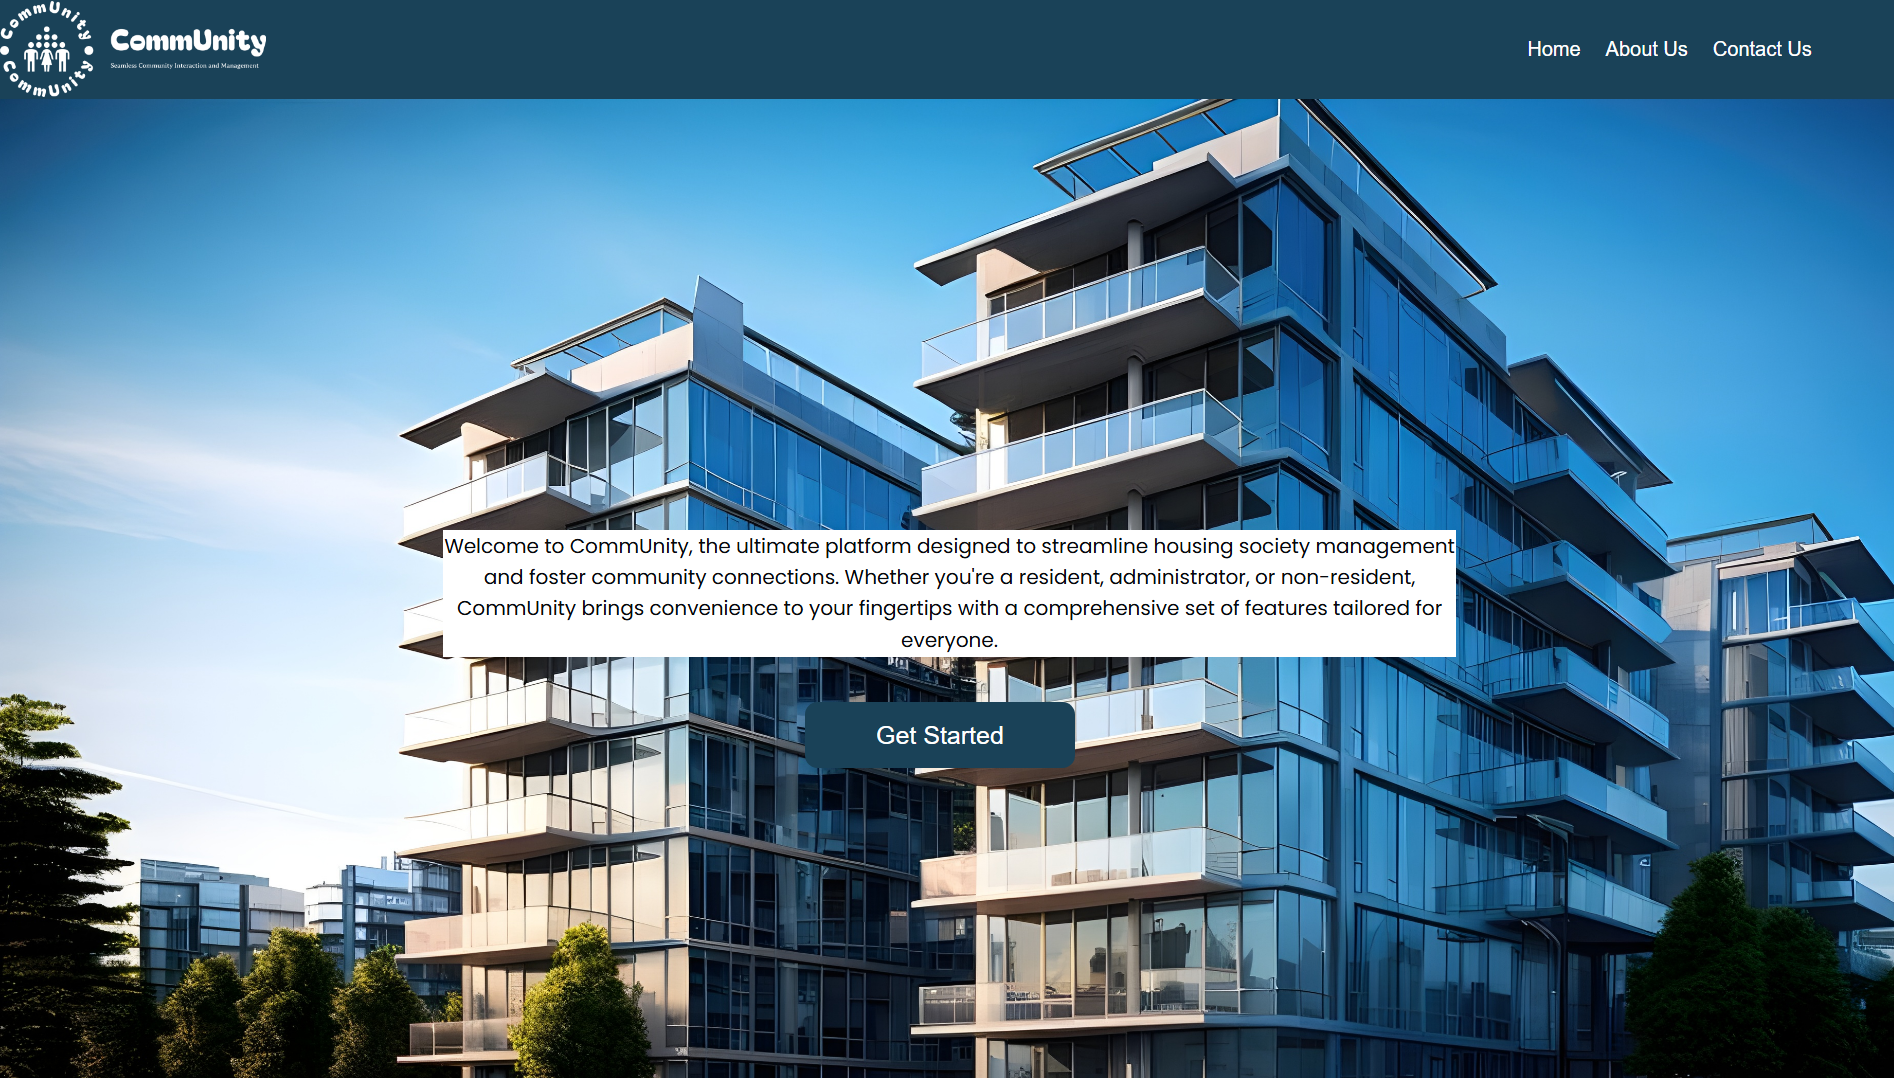 CommUnity
CommUnity
CommUnity
Seamless Community Interaction and Management
Home About Us Contact Us
Welcome to CommUnity, the ultimate platform designed to streamline housing society management
and foster community connections. Whether you're a resident, administrator, or non-resident,
CommUnity brings convenience to your fingertips with a comprehensive set of features tailored for
everyone.
Get Started